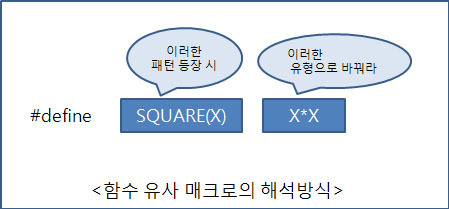 이러한
패턴 등장 시
이러한
유형으로 바꿔라
#define SQUARE(X) X*X
<함수 유사 매크로의 해석방식>